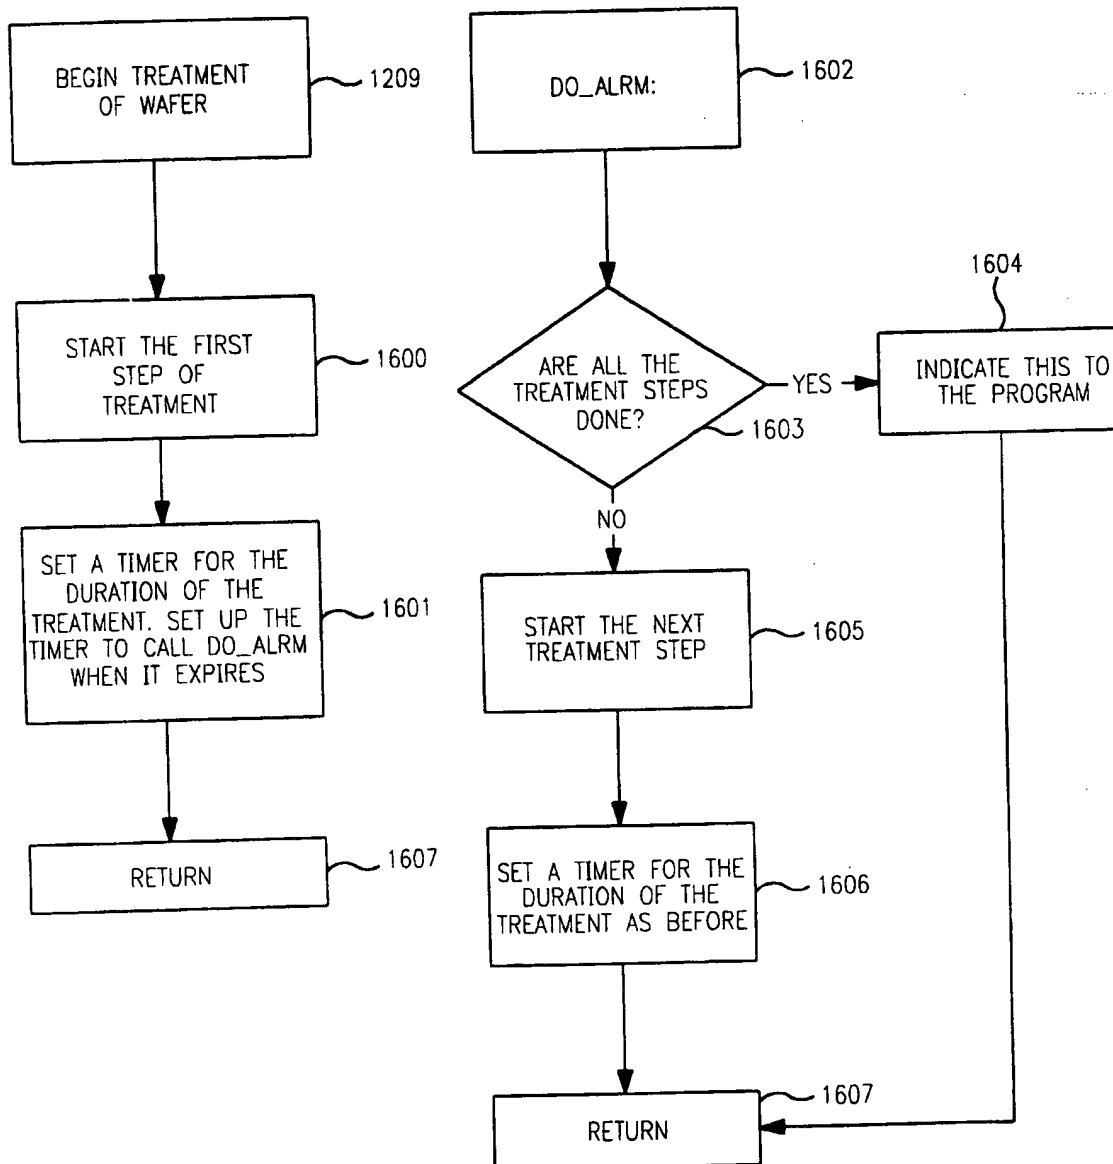 BEGIN TREATMENT
OF WAFER
1209
START THE FIRST
STEP OF
TREATMENT
1600
SET A TIMER FOR THE
DURATION OF THE
TREATMENT. SET UP THE
TIMER TO CALL DO_ALRM
WHEN IT EXPIRES
1601
RETURN
1607
DO_ALRM:
1602
ARE ALL THE
TREATMENT STEPS
DONE?
1603
YES
1604
INDICATE THIS TO
THE PROGRAM
NO
START THE NEXT
TREATMENT STEP
1605
SET A TIMER FOR THE
DURATION OF THE
TREATMENT AS BEFORE
1606
RETURN
1607